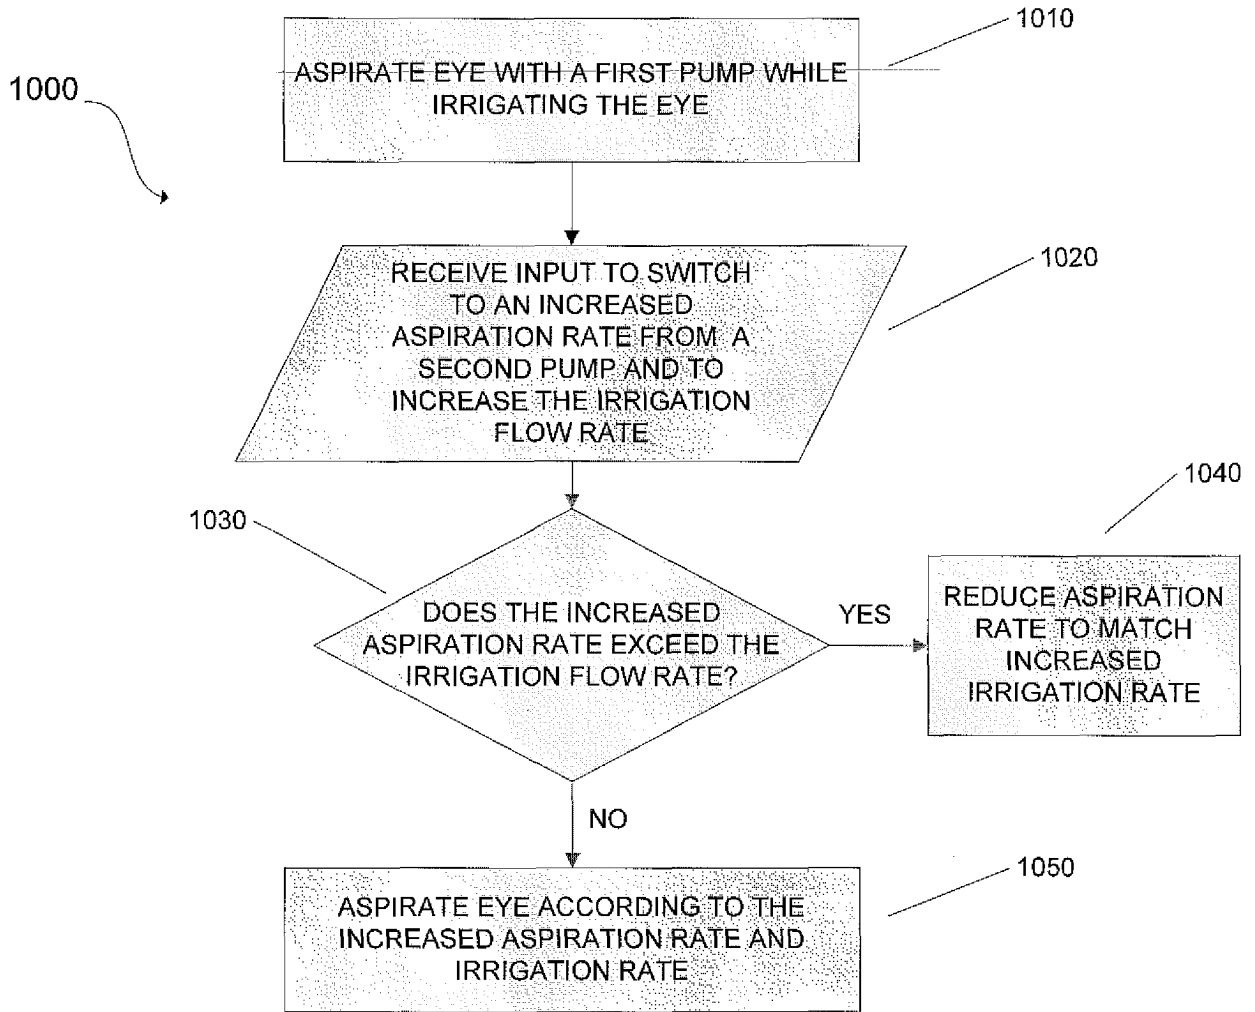 1010
1000
ASPIRATE EYE WITH A FIRST PUMP WHILE
IRRIGATING THE EYE
1020
RECEIVE INPUT TO SWITCH
TO AN INCREASED
ASPIRATION RATE FROM A
SECOND PUMP AND TO
INCREASE THE IRRIGATION
FLOW RATE
1030
DOES THE INCREASED
ASPIRATION RATE EXCEED THE
IRRIGATION FLOW RATE?
YES
1040
REDUCE ASPIRATION
RATE TO MATCH
INCREASED
IRRIGATION RATE
NO
1050
ASPIRATE EYE ACCORDING TO THE
INCREASED ASPIRATION RATE AND
IRRIGATION RATE